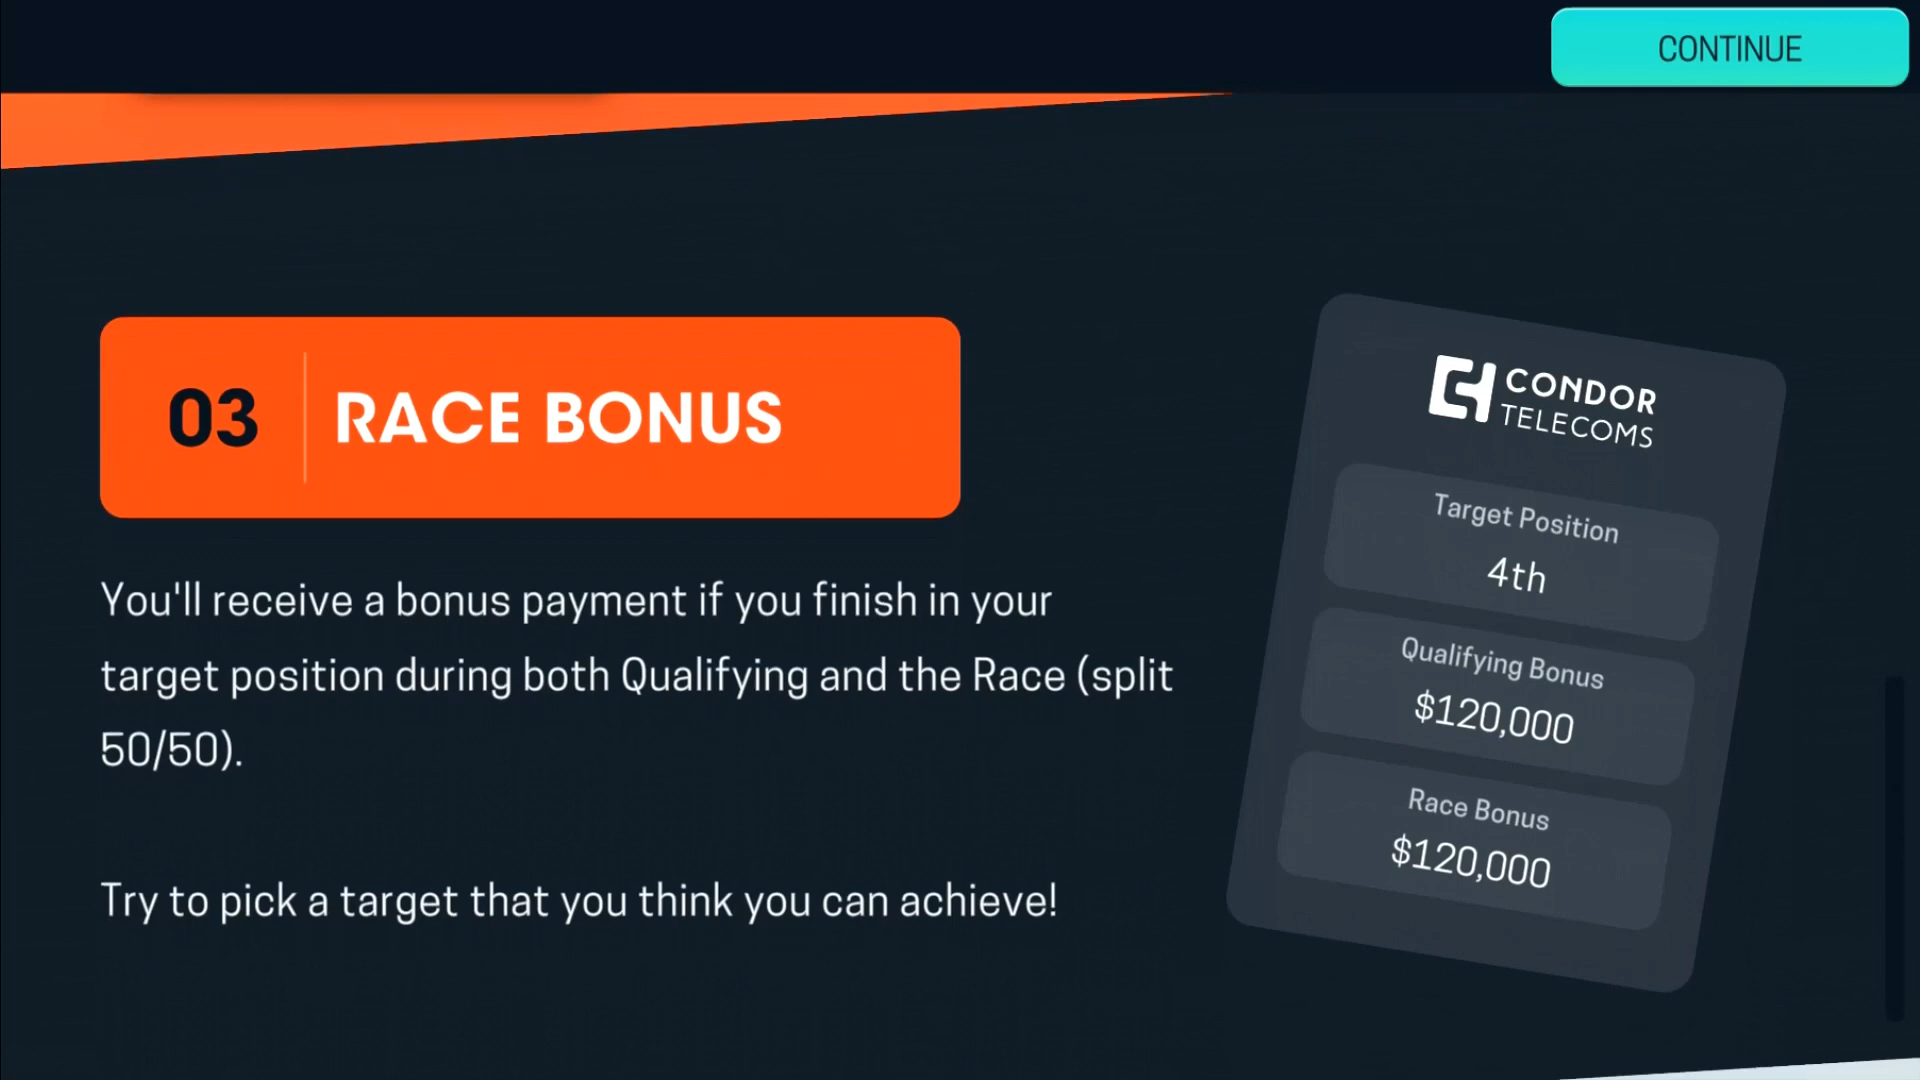 CONTINUE
03 RACE BONUS
You'll receive a bonus payment if you finish in your
target position during both Qualifying and the Race (split
50/50).
Try to pick a target that you think you can achieve!
CONDOR
TELECOMS
Target Position
4th
Qualifying Bonus
$120,000
Race Bonus
$120,000